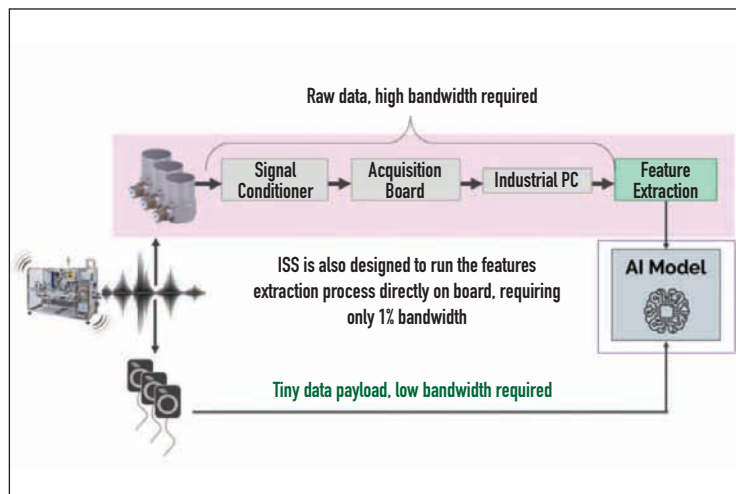 Raw data, high bandwidth required
Signal
Conditioner
Acquisition
Board
Industrial PC
Feature
Extraction
ISS is also designed to run the features
extraction process directly on board, requiring
only 1% bandwidth
AI Model
Tiny data payload, low bandwidth required